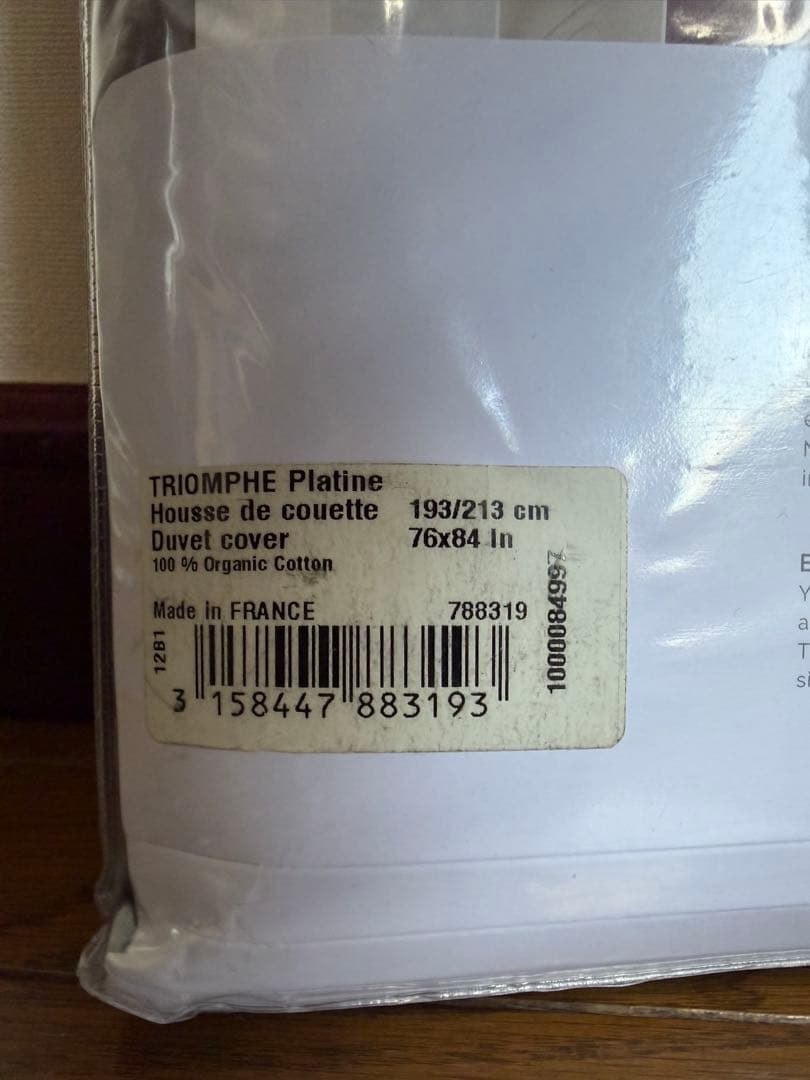 TRIOMPHE Platine
Housse de couette 193/213 cm
Duvet cover 76x84 In
100 % Organic Cotton
Made in FRANCE 788319
12B1
1000084997
3 158447 883193